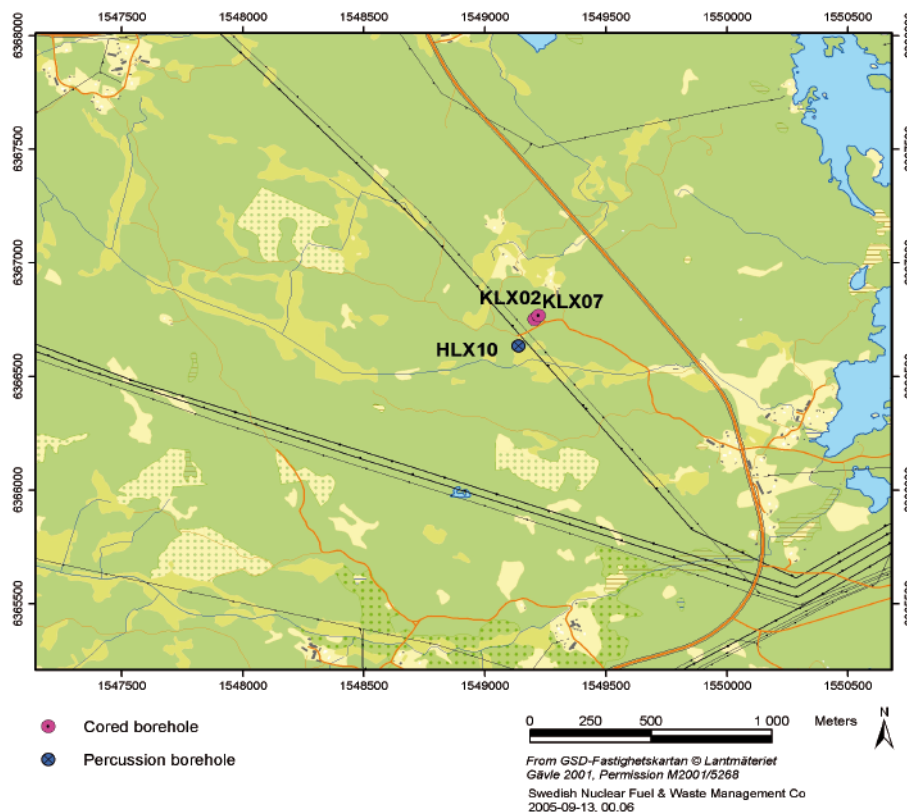 1547500 1548000 1548500 1549000 1549500 1550000 1550500
6368000
6367500
6367000
KLX02 KLX07
HLX10
6366500
6366000
6365500
1547500 1548000 1548500 1549000 1549500 1550000 1550500
Cored borehole
Percussion borehole
0 250 500 1 000 Meters
N
From GSD-Fastighetskartan © Lantmäteriet
Gävle 2001, Permission M2001/5268
Swedish Nuclear Fuel & Waste Management Co
2005-09-13, 00.06